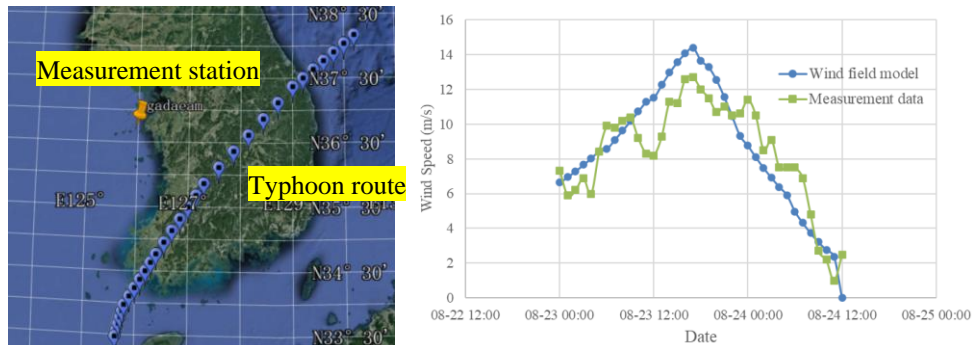 N38° 30'
Measurement station
N37° 30'
gadaeam
N36° 30'
Typhoon route
E125°
E127°
E129°
N35° 30'
N34° 30'
N33° 30'
16
14
12
10
8
6
4
2
0
Wind Speed (m/s)
Wind field model
Measurement data
08-22 12:00 08-23 00:00 08-23 12:00 08-24 00:00 08-24 12:00 08-25 00:00
Date